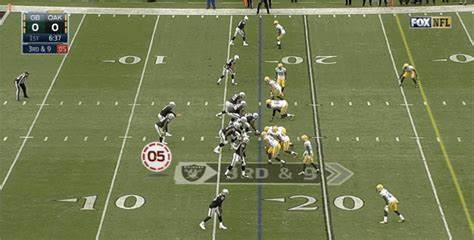 GB OAK
0 0
1ST 6:37
3RD & 9 :05
FOX NFL
10 20
05
3RD & 9
10 20